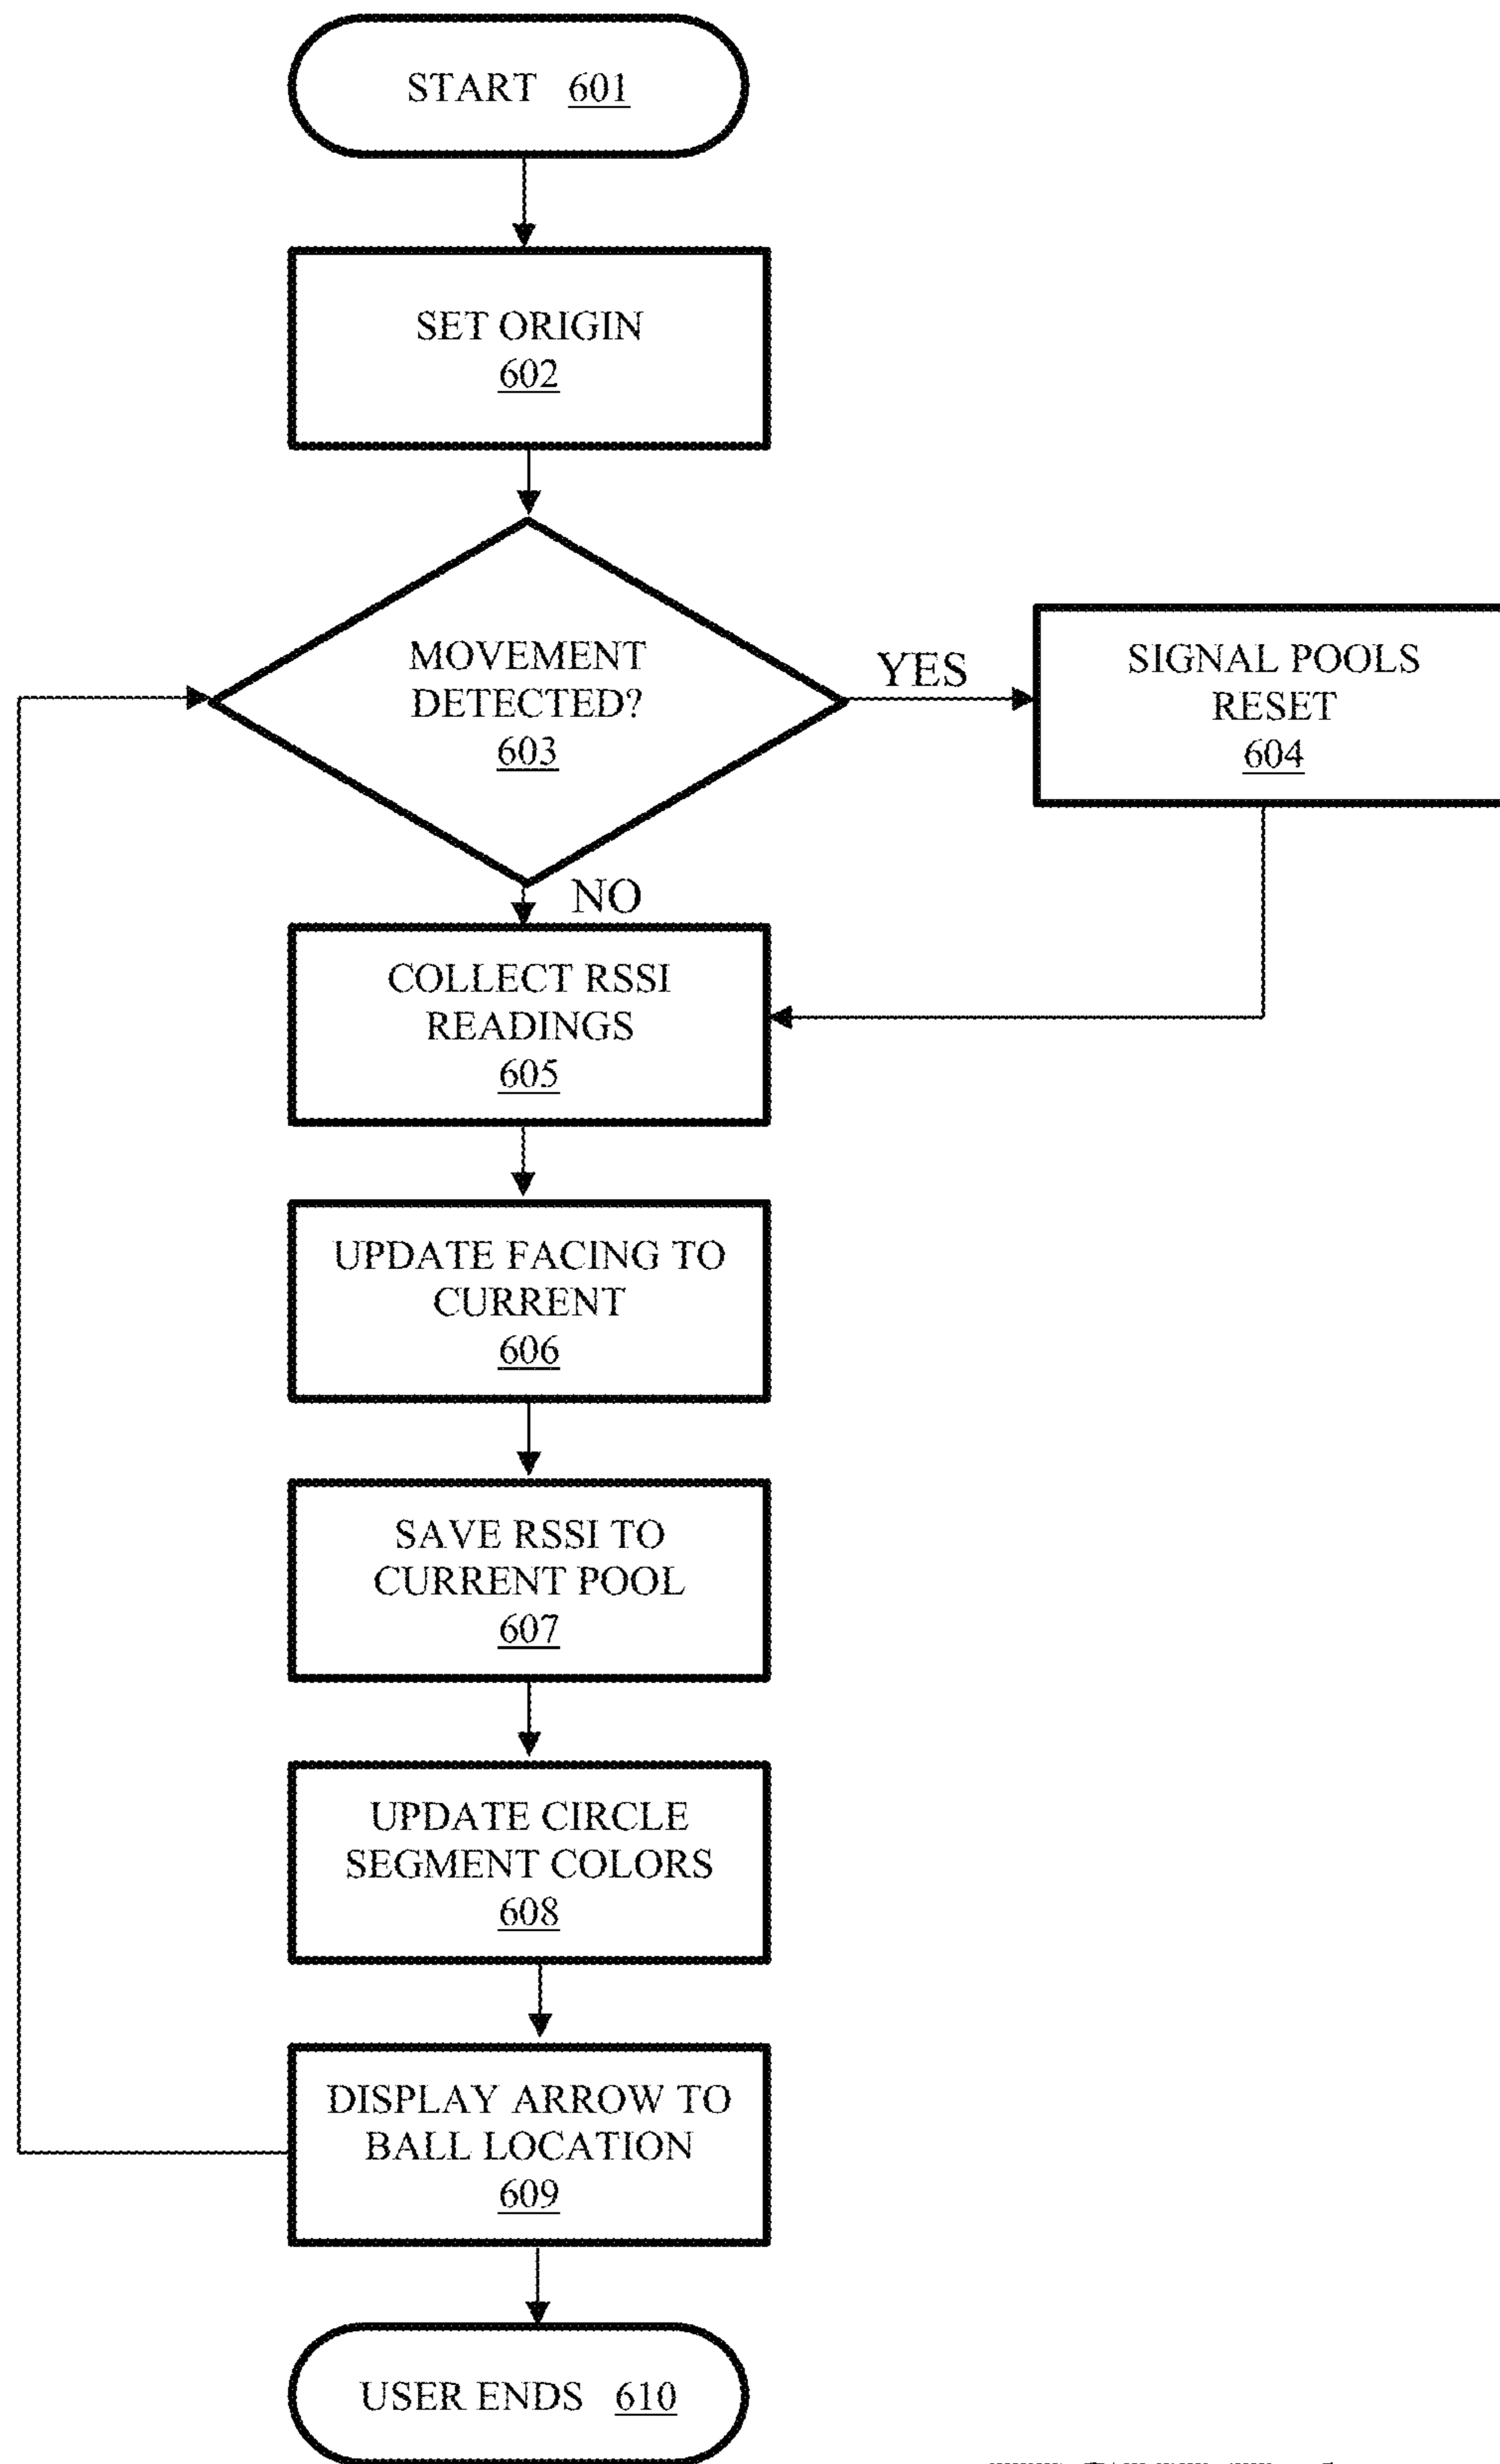 START 601
SET ORIGIN
602
MOVEMENT
DETECTED?
603
YES
SIGNAL POOLS
RESET
604
NO
COLLECT RSSI
READINGS
605
UPDATE FACING TO
CURRENT
606
SAVE RSSI TO
CURRENT POOL
607
UPDATE CIRCLE
SEGMENT COLORS
608
DISPLAY ARROW TO
BALL LOCATION
609
USER ENDS 610